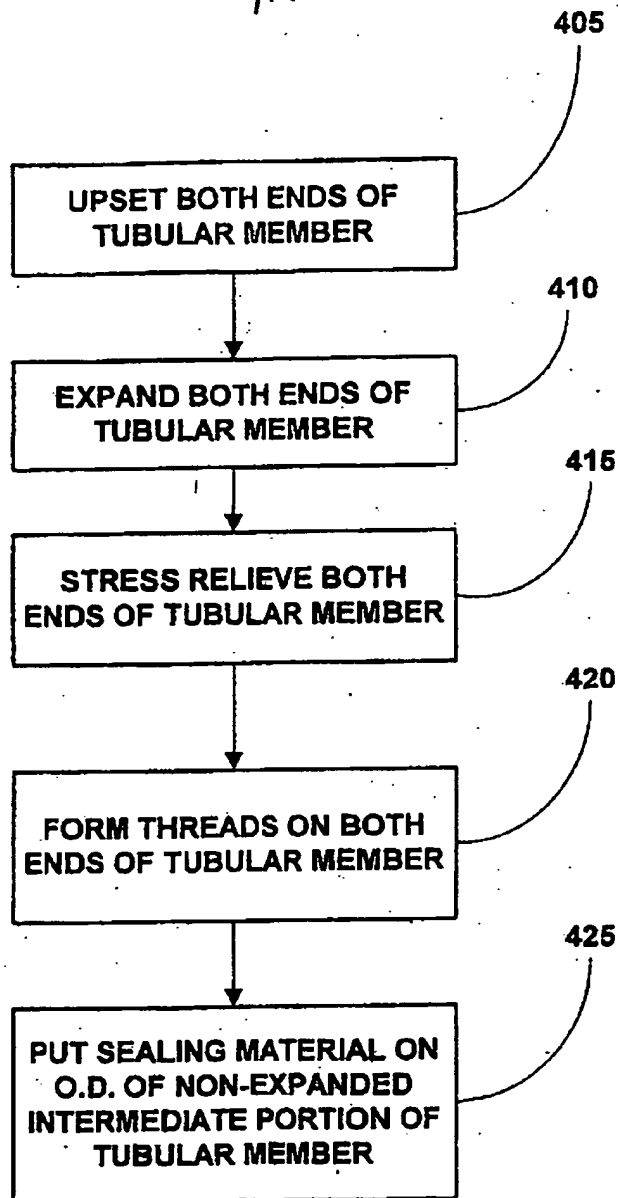 405
UPSET BOTH ENDS OF
TUBULAR MEMBER
410
EXPAND BOTH ENDS OF
TUBULAR MEMBER
415
STRESS RELIEVE BOTH
ENDS OF TUBULAR MEMBER
420
FORM THREADS ON BOTH
ENDS OF TUBULAR MEMBER
425
PUT SEALING MATERIAL ON
O.D. OF NON-EXPANDED
INTERMEDIATE PORTION OF
TUBULAR MEMBER